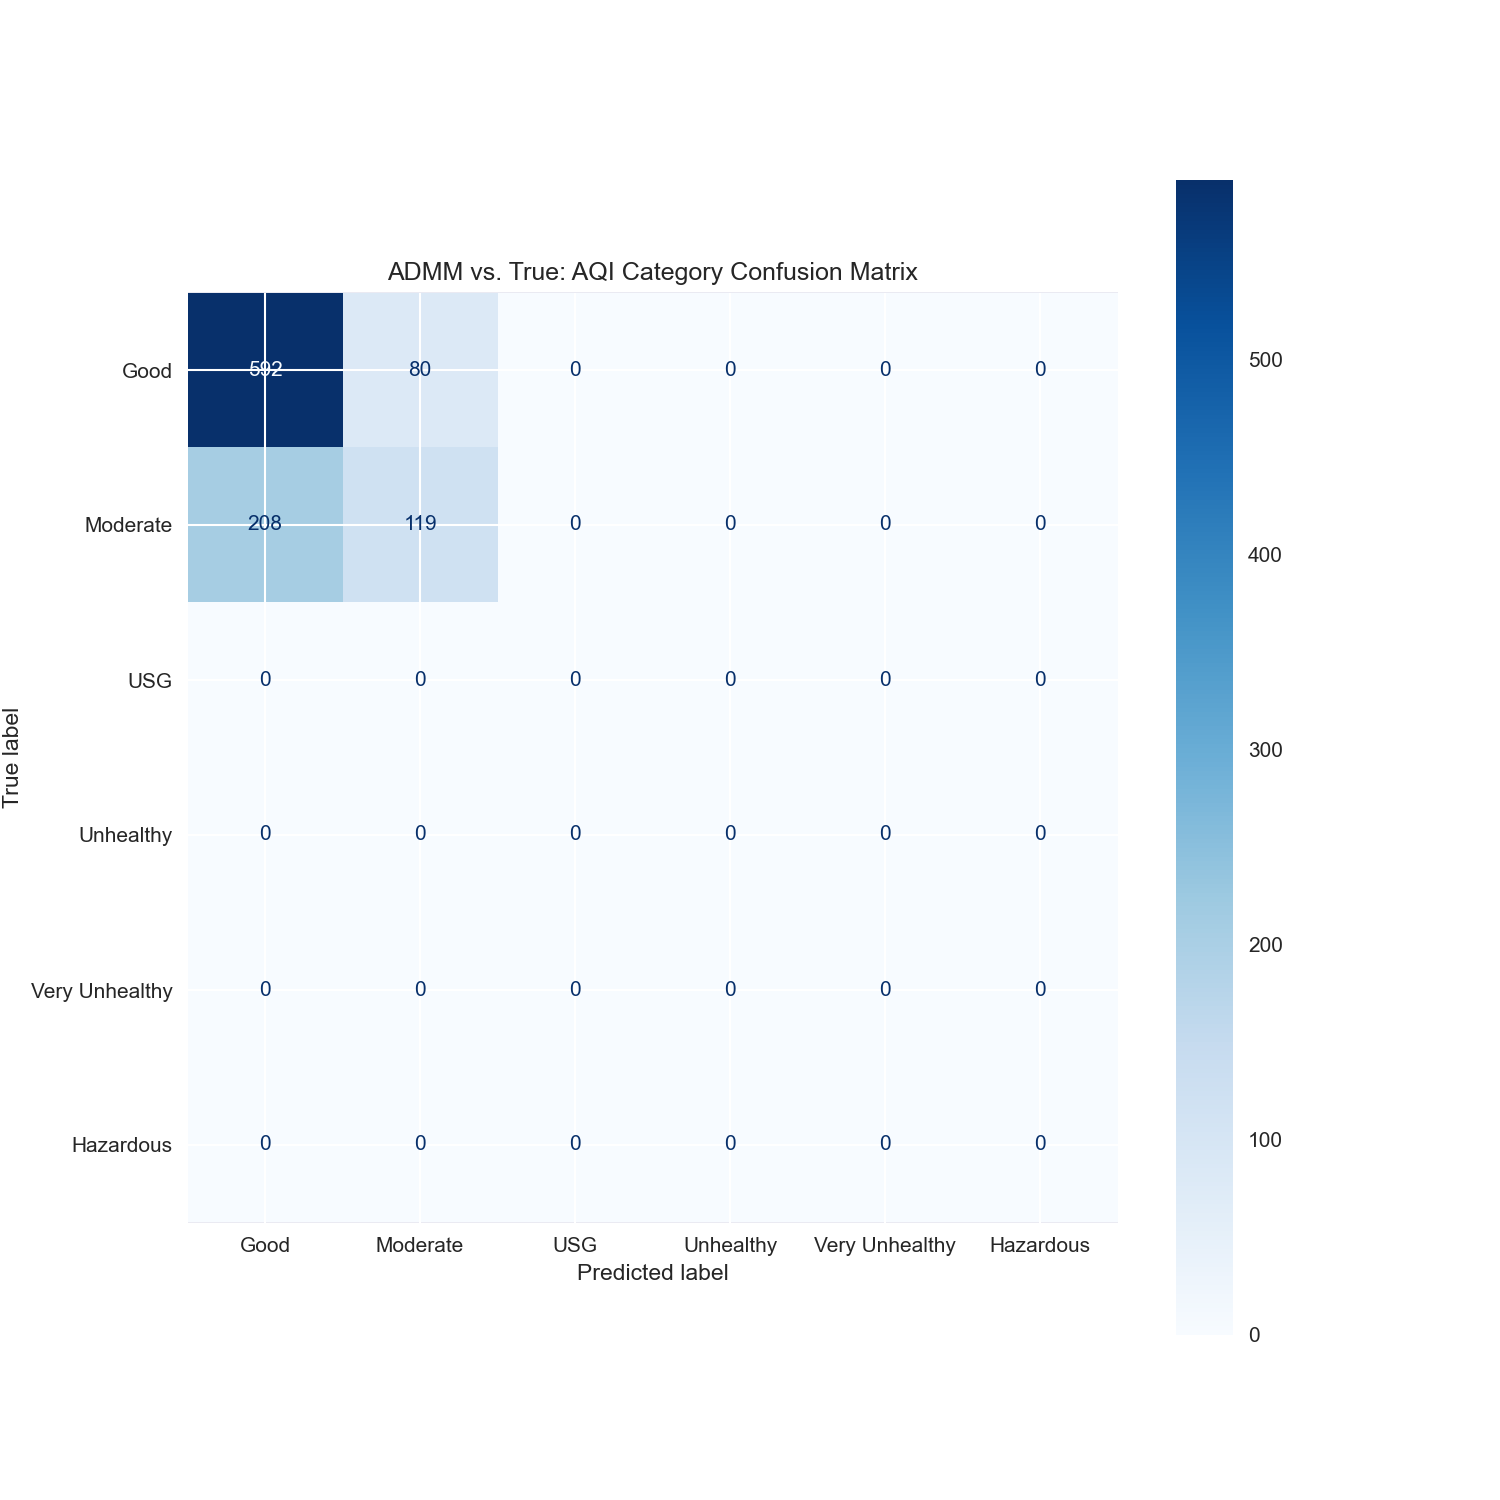 ADMM vs. True: AQI Category Confusion Matrix
Good 592 80 0 0 0 0
Moderate 208 119 0 0 0 0
USG 0 0 0 0 0 0
Unhealthy 0 0 0 0 0 0
Very Unhealthy 0 0 0 0 0 0
Hazardous 0 0 0 0 0 0
True label
Good Moderate USG Unhealthy Very Unhealthy Hazardous
Predicted label
500
400
300
200
100
0